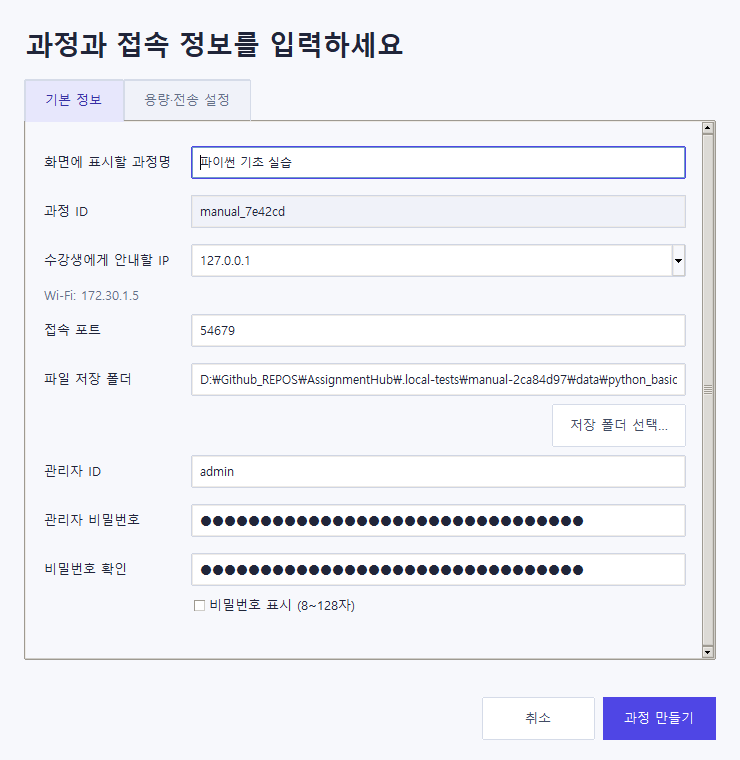 과정과 접속 정보를 입력하세요
기본 정보 용량·전송 설정
화면에 표시할 과정명 파이썬 기초 실습
과정 ID manual_7e42cd
수강생에게 안내할 IP 127.0.0.1
Wi-Fi: 172.30.1.5
접속 포트 54679
파일 저장 폴더 D:₩Github_REPOS₩AssignmentHub₩.local-tests₩manual-2ca84d97₩data₩python_basic
저장 폴더 선택...
관리자 ID admin
관리자 비밀번호 ●●●●●●●●●●●●●●●●●●●●●●●●●●●●●●●●
비밀번호 확인 ●●●●●●●●●●●●●●●●●●●●●●●●●●●●●●●●
비밀번호 표시 (8~128자)
취소 과정 만들기